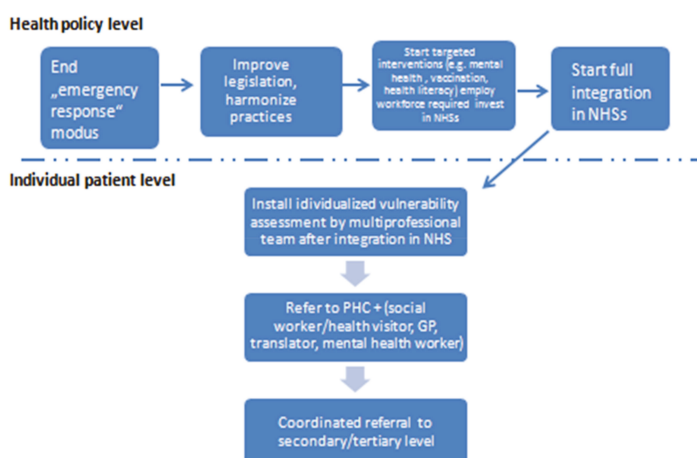 Health policy level
End
„emergency
response“
modus
Improve
legislation,
harmonize
practices
Start targeted
interventions (e.g. mental
health , vaccination,
health literacy) employ
workforce required invest
in NHSs
Start full
integration
in NHSs
Individual patient level
Install idividualized vulnerability
assessment by multiprofessional
team after integration in NHS
Refer to PHC + (social
worker/health visitor, GP,
translator, mental health worker)
Coordinated referral to
secondary/tertiary level